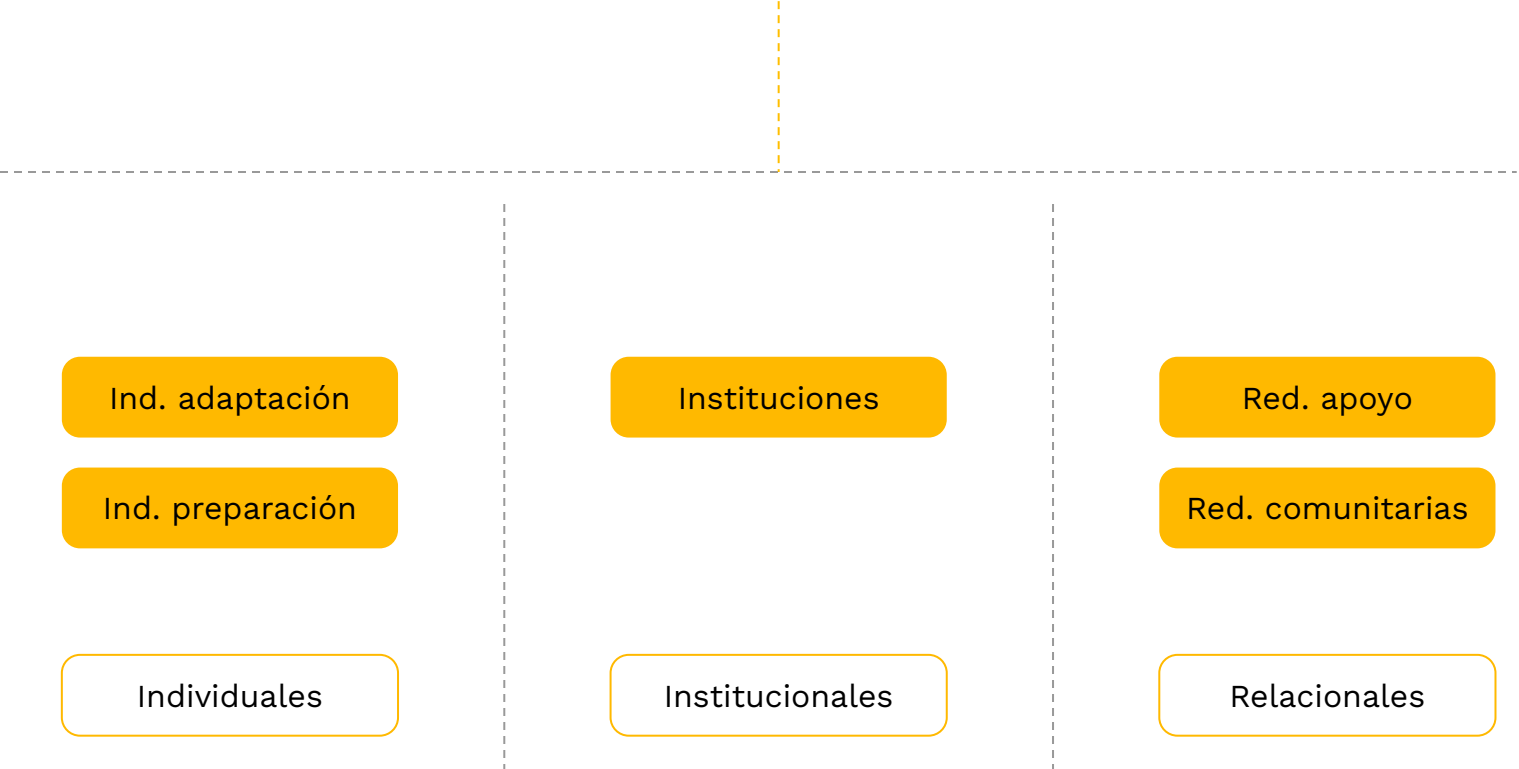 Ind. adaptación
Ind. preparación
Individuales
Instituciones
Institucionales
Red. apoyo
Red. comunitarias
Relacionales